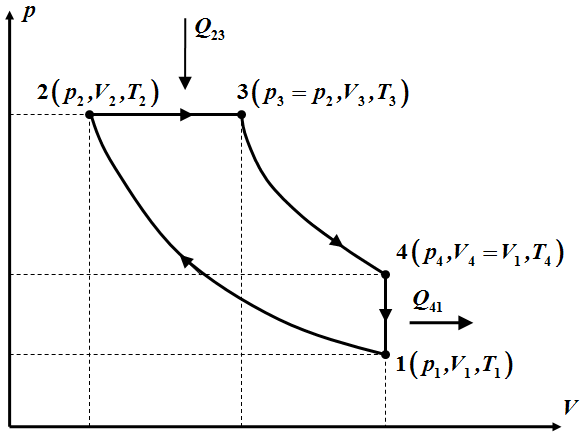 p
Q₂₃
2(p₂,V₂,T₂)
3(p₃ = p₂,V₃,T₃)
4(p₄,V₄ = V₁,T₄)
Q₄₁
1(p₁,V₁,T₁)
V